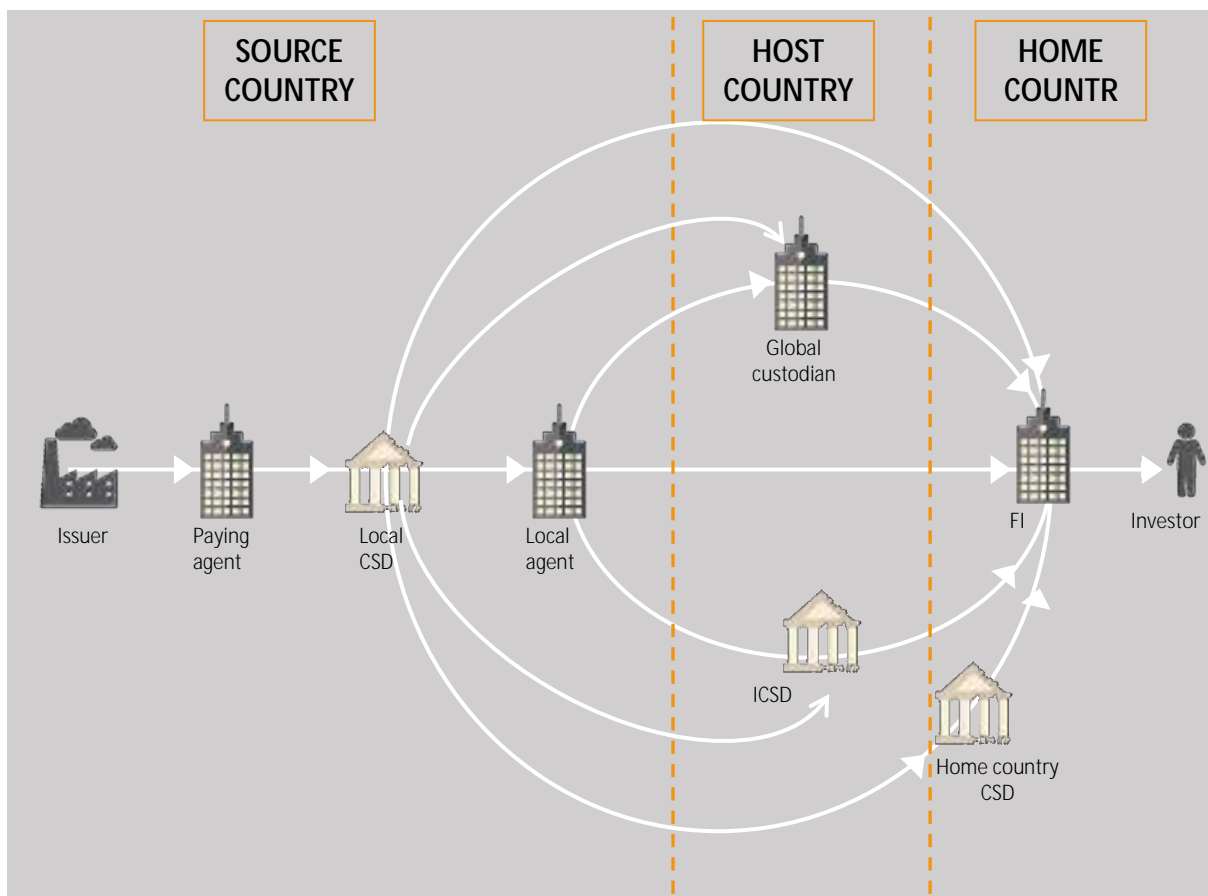 SOURCE
COUNTRY
HOST
COUNTRY
HOME
COUNTR
Global
custodian
Issuer
Paying
agent
Local
CSD
Local
agent
FI
Investor
ICSD
Home country
CSD